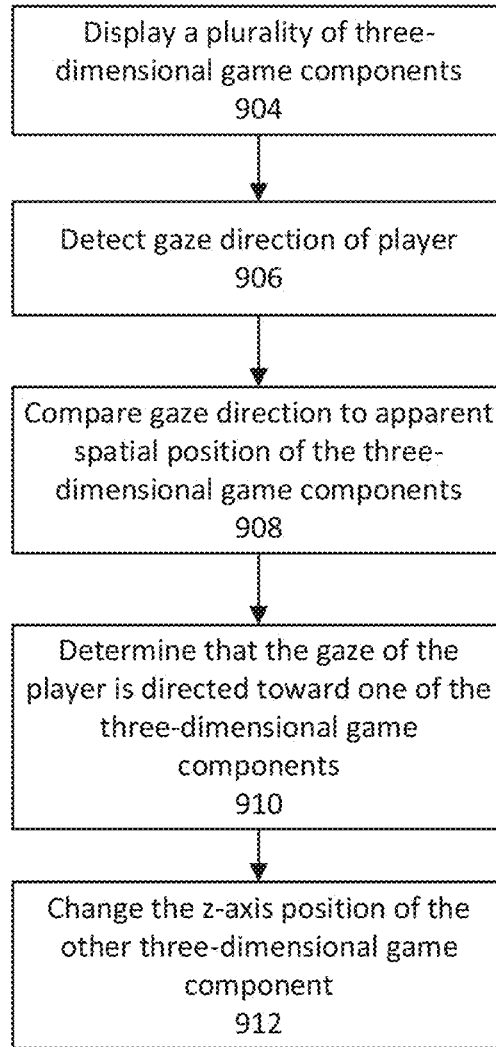 Display a plurality of three-
dimensional game components
904
Detect gaze direction of player
906
Compare gaze direction to apparent
spatial position of the three-
dimensional game components
908
Determine that the gaze of the
player is directed toward one of the
three-dimensional game
components
910
Change the z-axis position of the
other three-dimensional game
component
912